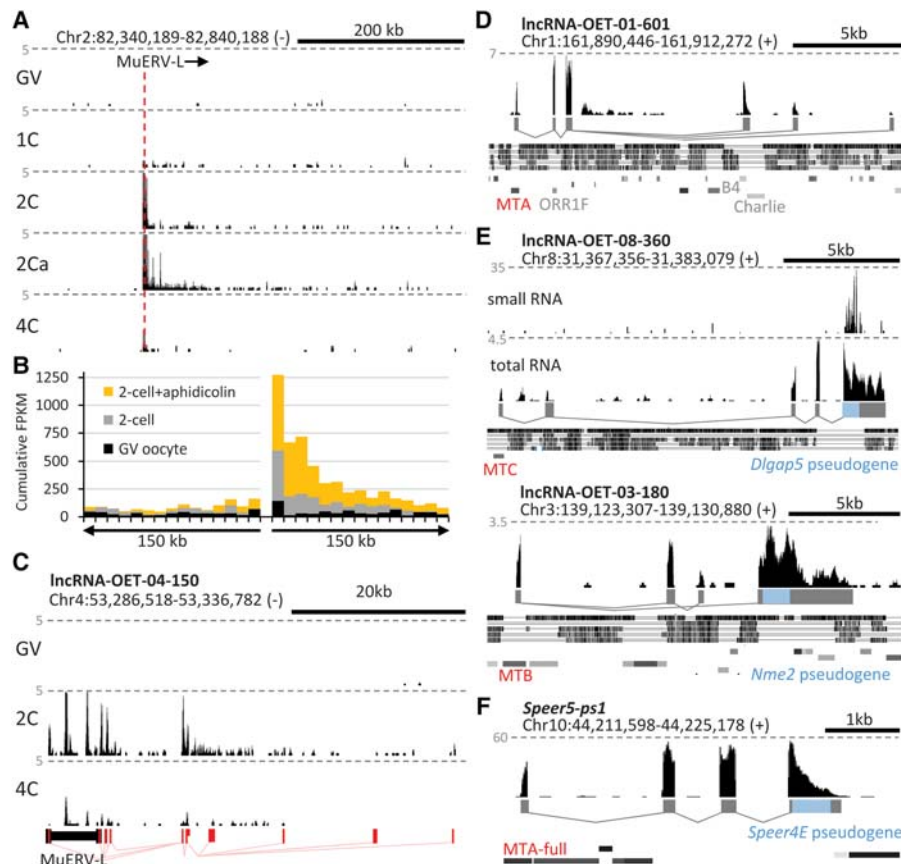 A
Chr2:82,340,189-82,840,188 (-)
200 kb
5
MuERV-L
GV
5
1C
5
2C
5
2Ca
5
4C
B
Cumulative FPKM
1250
1000
750
500
250
0
2-cell+aphidicolin
2-cell
GV oocyte
150 kb
150 kb
C
lncRNA-OET-04-150
Chr4:53,286,518-53,336,782 (-)
20kb
5
GV
5
2C
5
4C
MuERV-L
D
lncRNA-OET-01-601
Chr1:161,890,446-161,912,272 (+)
5kb
7
B4
MTA
ORR1F
Charlie
E
lncRNA-OET-08-360
Chr8:31,367,356-31,383,079 (+)
5kb
35
small RNA
4.5
total RNA
MTC
Dlgap5 pseudogene
lncRNA-OET-03-180
Chr3:139,123,307-139,130,880 (+)
5kb
3.5
MTB
Nme2 pseudogene
F
Speer5-ps1
Chr10:44,211,598-44,225,178 (+)
1kb
60
Speer4E pseudogene
MTA-full